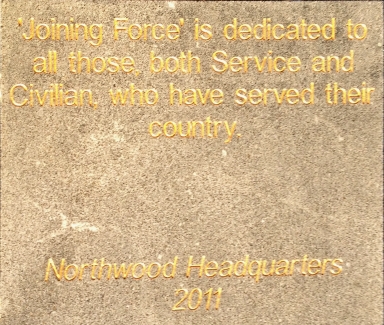 'Joining Force' is dedicated to
all those, both Service and
Civilian, who have served their
country.
Northwood Headquarters
2011